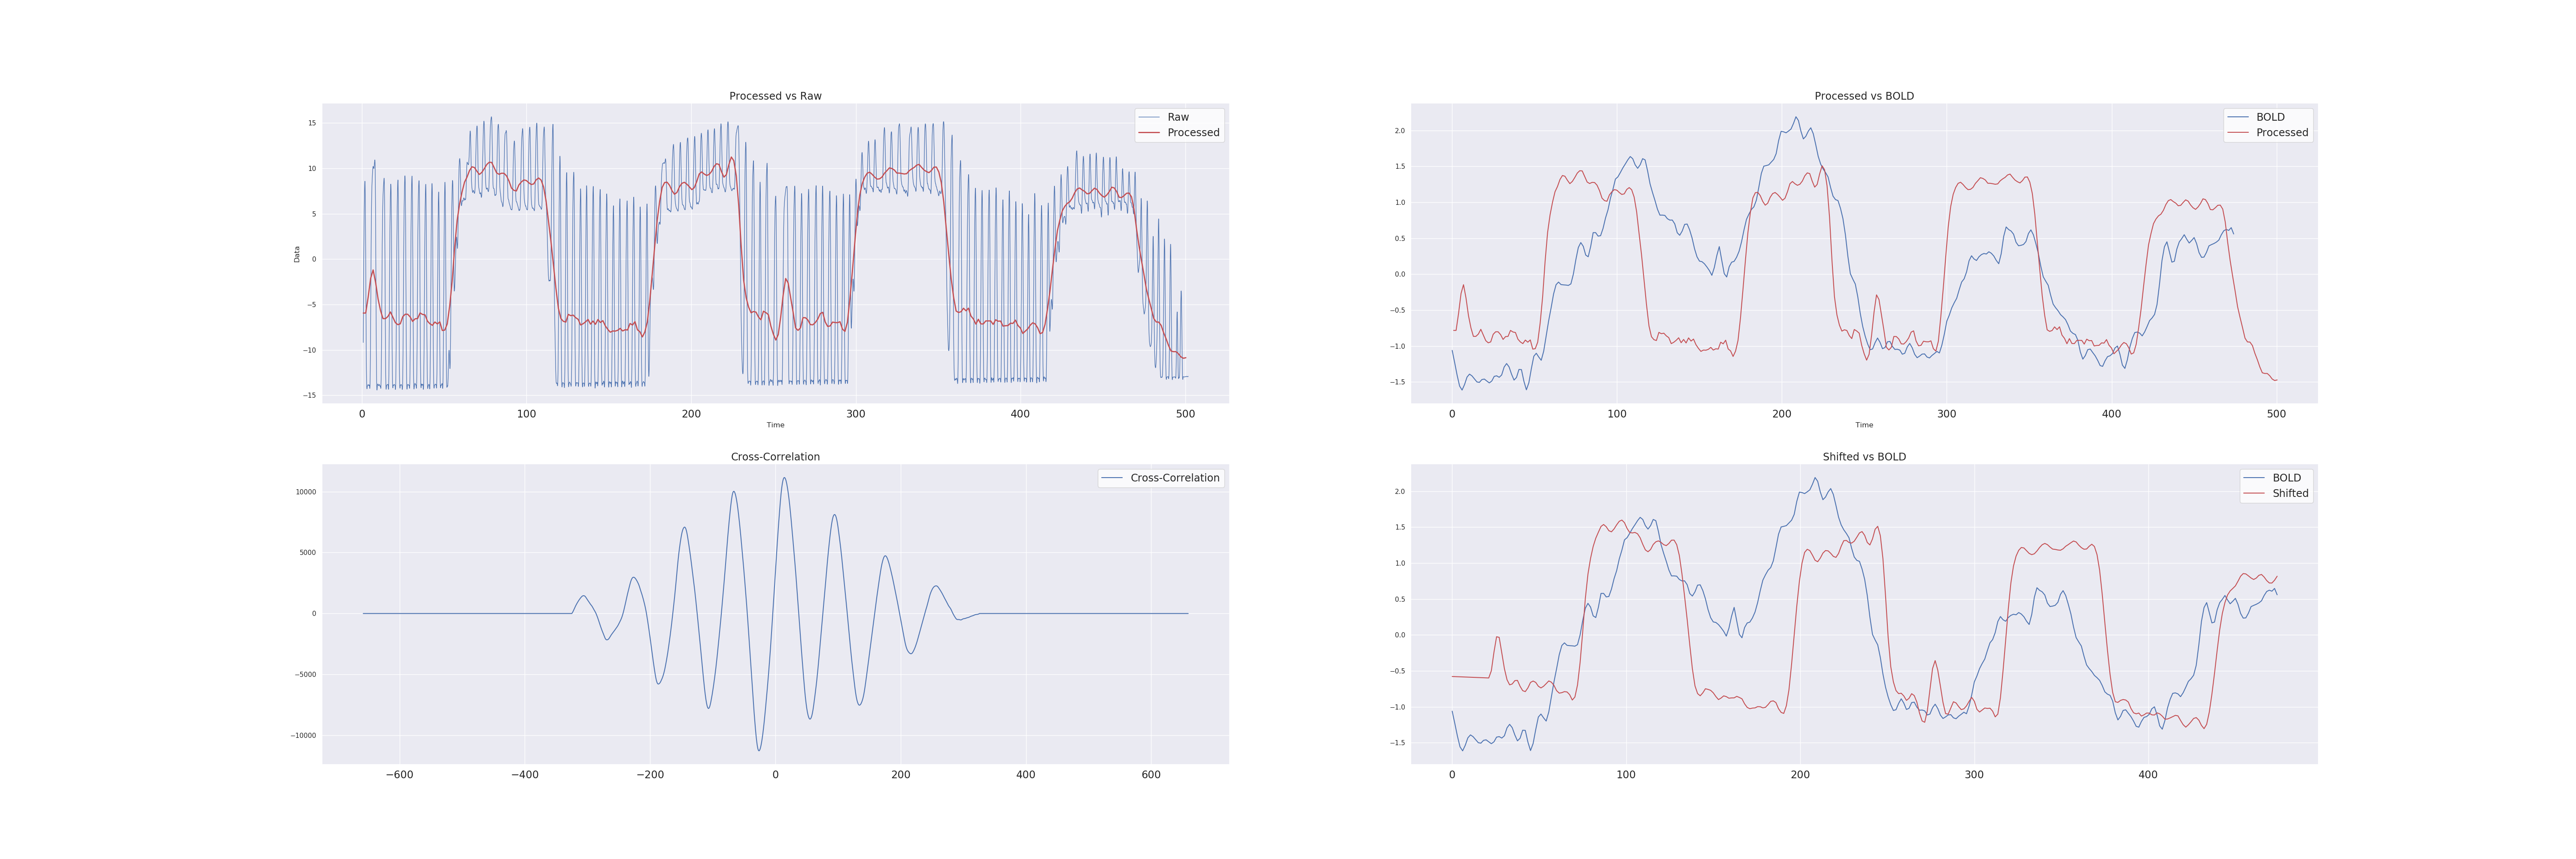 Processed vs Raw
Raw
Processed
Data
15
10
5
0
−5
−10
−15
0 100 200 300 400 500
Time
Processed vs BOLD
BOLD
Processed
2.0
1.5
1.0
0.5
0.0
−0.5
−1.0
−1.5
0 100 200 300 400 500
Time
Cross-Correlation
Cross-Correlation
10000
5000
0
−5000
−10000
−600 −400 −200 0 200 400 600
Shifted vs BOLD
BOLD
Shifted
2.0
1.5
1.0
0.5
0.0
−0.5
−1.0
−1.5
0 100 200 300 400